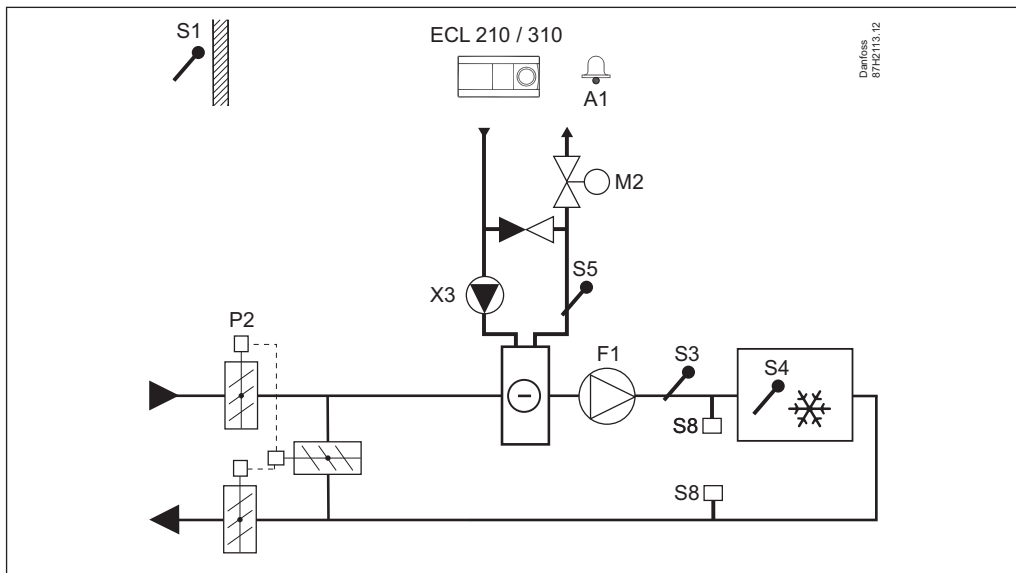 S1
ECL 210 / 310
A1
Danfoss
87H2113.12
M2
S5
X3
P2
F1
S3
S4
S8
S8